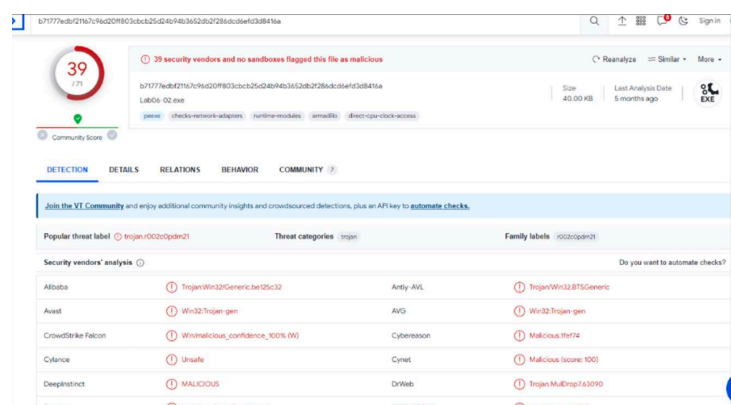 b71777edbf21167c96d20ff803cbcb25d24b94b3652db2f286dcd6efd3d8416a
Sign in
39
/ 71
Community Score
39 security vendors and no sandboxes flagged this file as malicious
Reanalyze Similar More
b71777edbf21167c96d20ff803cbcb25d24b94b3652db2f286dcd6efd3d8416a
Lab06-02.exe
peexe checks-network-adapters runtime-modules armadillo direct-cpu-clock-access
Size
40.00 KB
Last Analysis Date
5 months ago
EXE
DETECTION DETAILS RELATIONS BEHAVIOR COMMUNITY 7
Join the VT Community and enjoy additional community insights and crowdsourced detections, plus an API key to automate checks.
Popular threat label trojan.r002c0pdm21 Threat categories trojan Family labels r002c0pdm21
Security vendors' analysis Do you want to automate checks?
Alibaba Trojan:Win32/Generic.be125c32 Antiy-AVL Trojan/Win32.BTSGeneric
Avast Win32:Trojan-gen AVG Win32:Trojan-gen
CrowdStrike Falcon Win/malicious_confidence_100% (W) Cybereason Malicious.1fef74
Cylance Unsafe Cynet Malicious (score: 100)
DeepInstinct MALICIOUS DrWeb Trojan.MulDrop7.63090